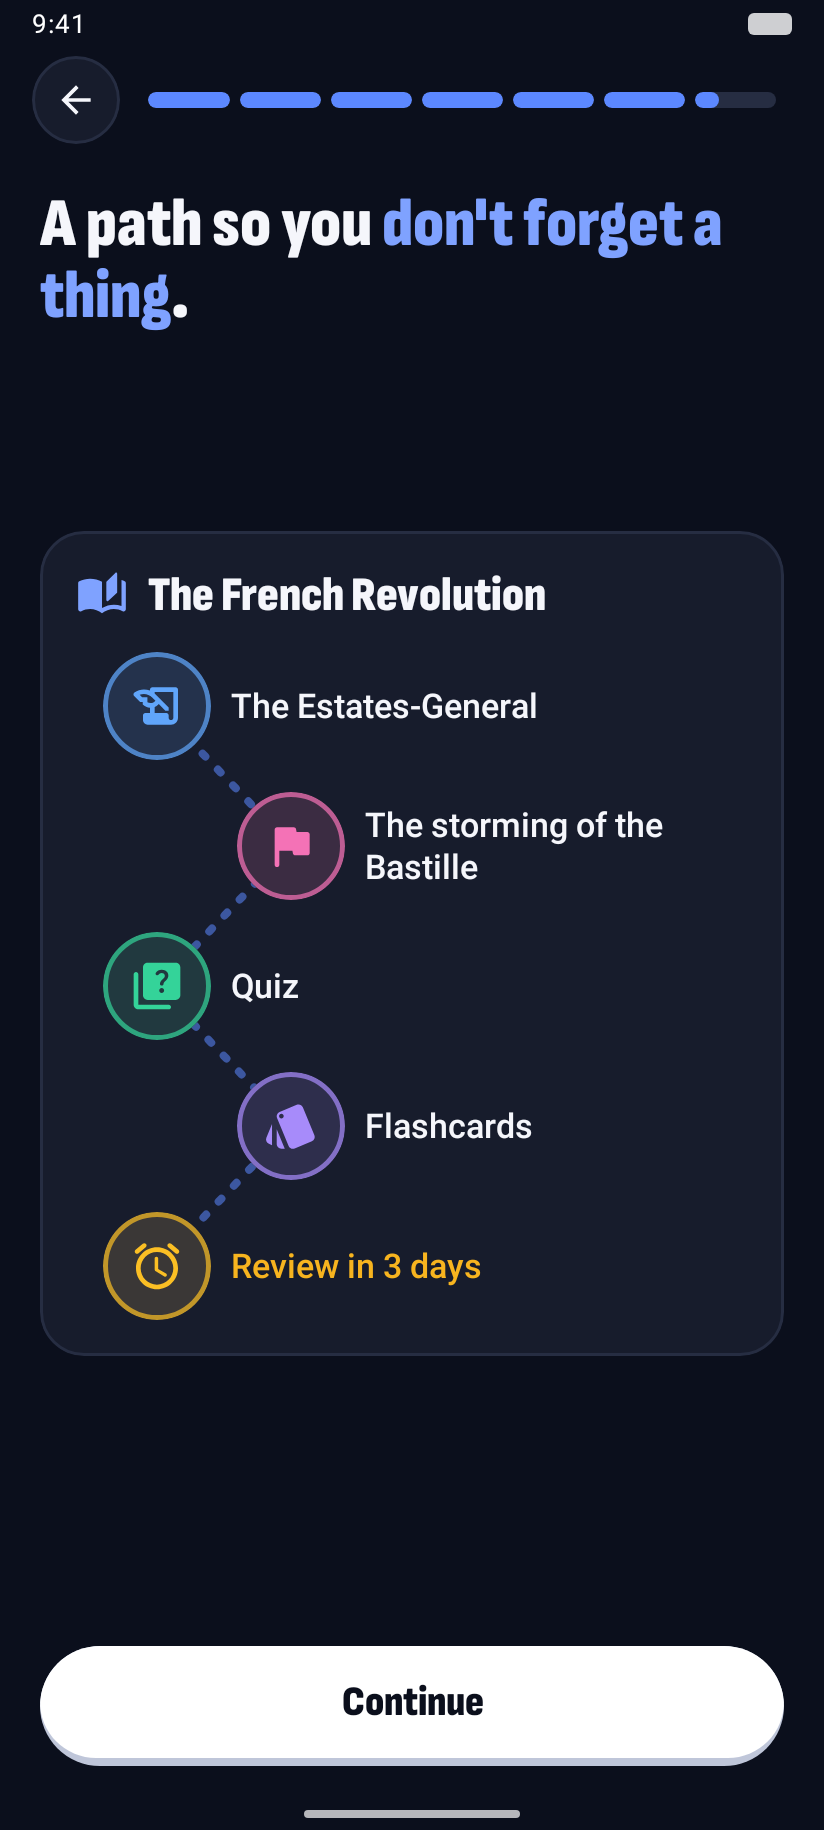 9:41
A path so you don't forget a
thing.
The French Revolution
The Estates-General
The storming of the
Bastille
?
Quiz
Flashcards
Review in 3 days
Continue